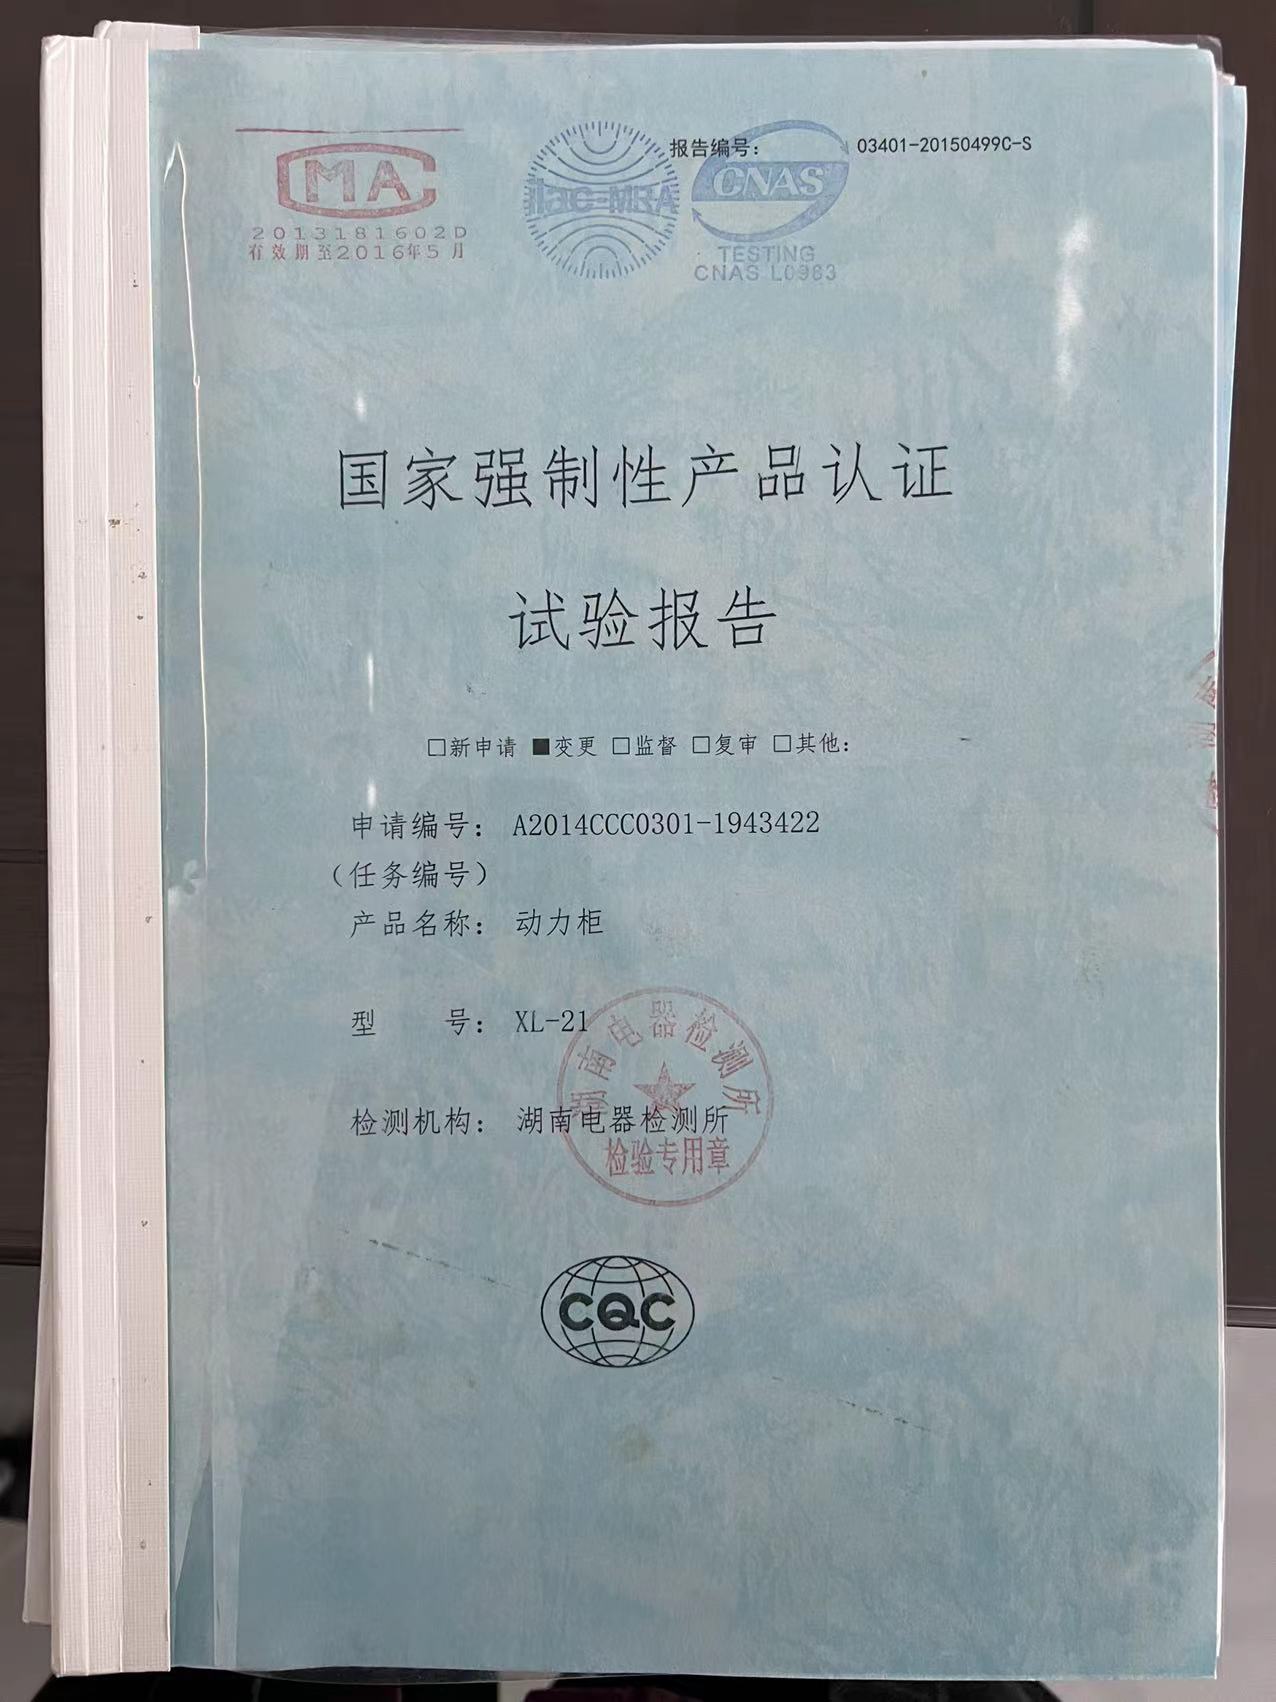 MA
2013181602D
有效期至2016年5月
ilac-MRA
报告编号: 03401-20150499C-S
CNAS
TESTING
CNAS L0983
国家强制性产品认证
试验报告
□新申请 ■变更 □监督 □复审 □其他:
申请编号: A2014CCC0301-1943422
(任务编号)
产品名称: 动力柜
型 号: XL-21
检测机构: 湖南电器检测所
湖南电器检测所
检验专用章
CQC